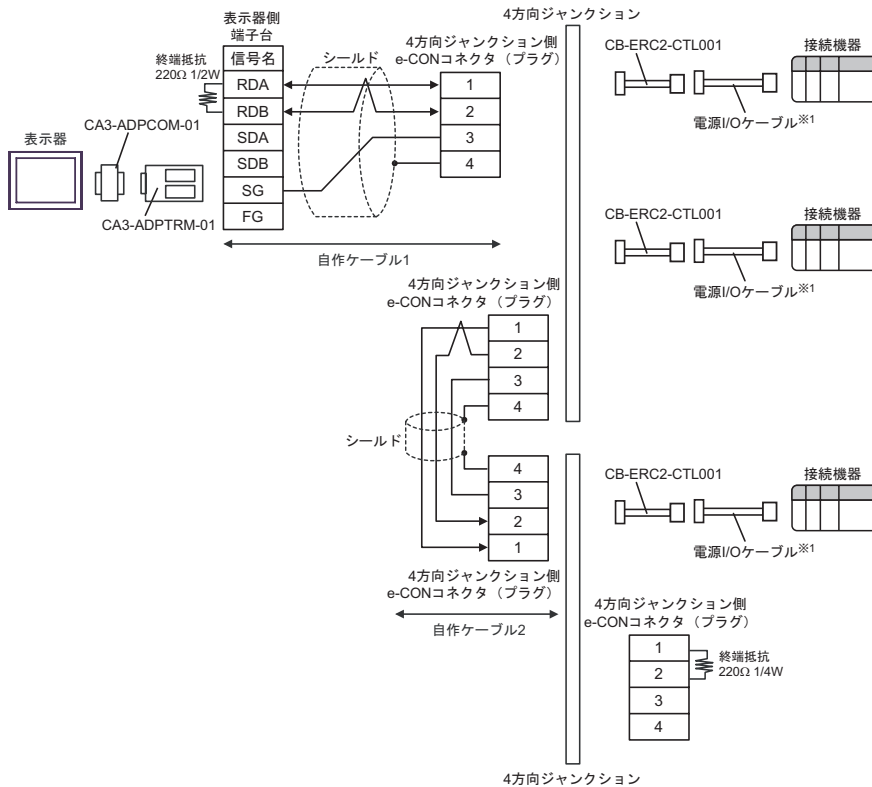 4方向ジャンクション
表示器側
端子台
信号名
RDA
RDB
SDA
SDB
SG
FG
終端抵抗
220Ω 1/2W
シールド
4方向ジャンクション側
e-CONコネクタ（プラグ）
1
2
3
4
表示器
CA3-ADPCOM-01
CA3-ADPTRM-01
自作ケーブル1
CB-ERC2-CTL001
接続機器
電源I/Oケーブル※1
CB-ERC2-CTL001
接続機器
電源I/Oケーブル※1
4方向ジャンクション側
e-CONコネクタ（プラグ）
1
2
3
4
シールド
4
3
2
1
4方向ジャンクション側
e-CONコネクタ（プラグ）
自作ケーブル2
CB-ERC2-CTL001
接続機器
電源I/Oケーブル※1
4方向ジャンクション側
e-CONコネクタ（プラグ）
1
2
3
4
終端抵抗
220Ω 1/4W
4方向ジャンクション